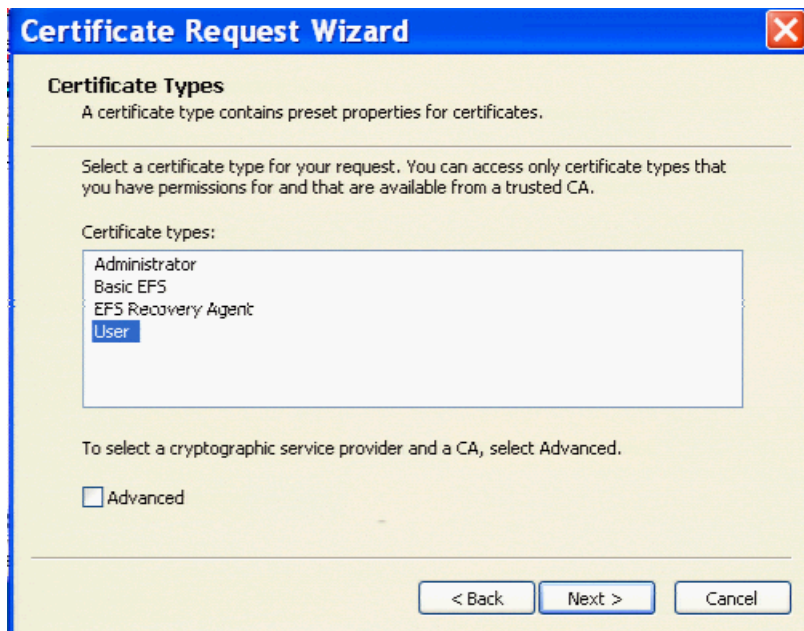 Certificate Request Wizard
Certificate Types
A certificate type contains preset properties for certificates.
Select a certificate type for your request. You can access only certificate types that
you have permissions for and that are available from a trusted CA.
Certificate types:
Administrator
Basic EFS
EFS Recovery Agent
User
To select a cryptographic service provider and a CA, select Advanced.
Advanced
< Back Next > Cancel